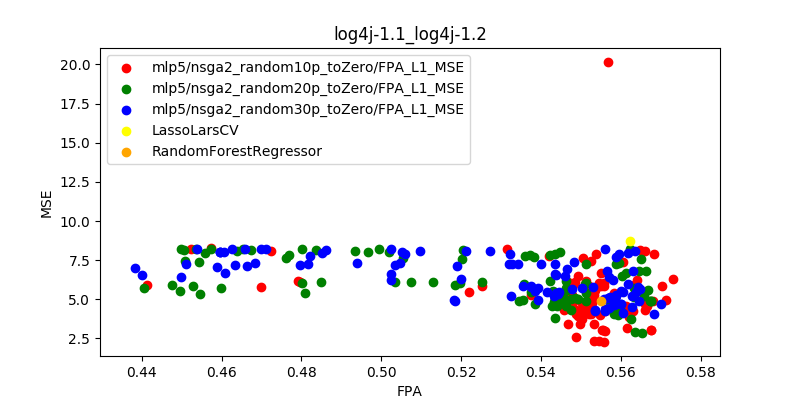 log4j-1.1_log4j-1.2
mlp5/nsga2_random10p_toZero/FPA_L1_MSE
mlp5/nsga2_random20p_toZero/FPA_L1_MSE
mlp5/nsga2_random30p_toZero/FPA_L1_MSE
LassoLarsCV
RandomForestRegressor
MSE
20.0
17.5
15.0
12.5
10.0
7.5
5.0
2.5
0.44 0.46 0.48 0.50 0.52 0.54 0.56 0.58
FPA